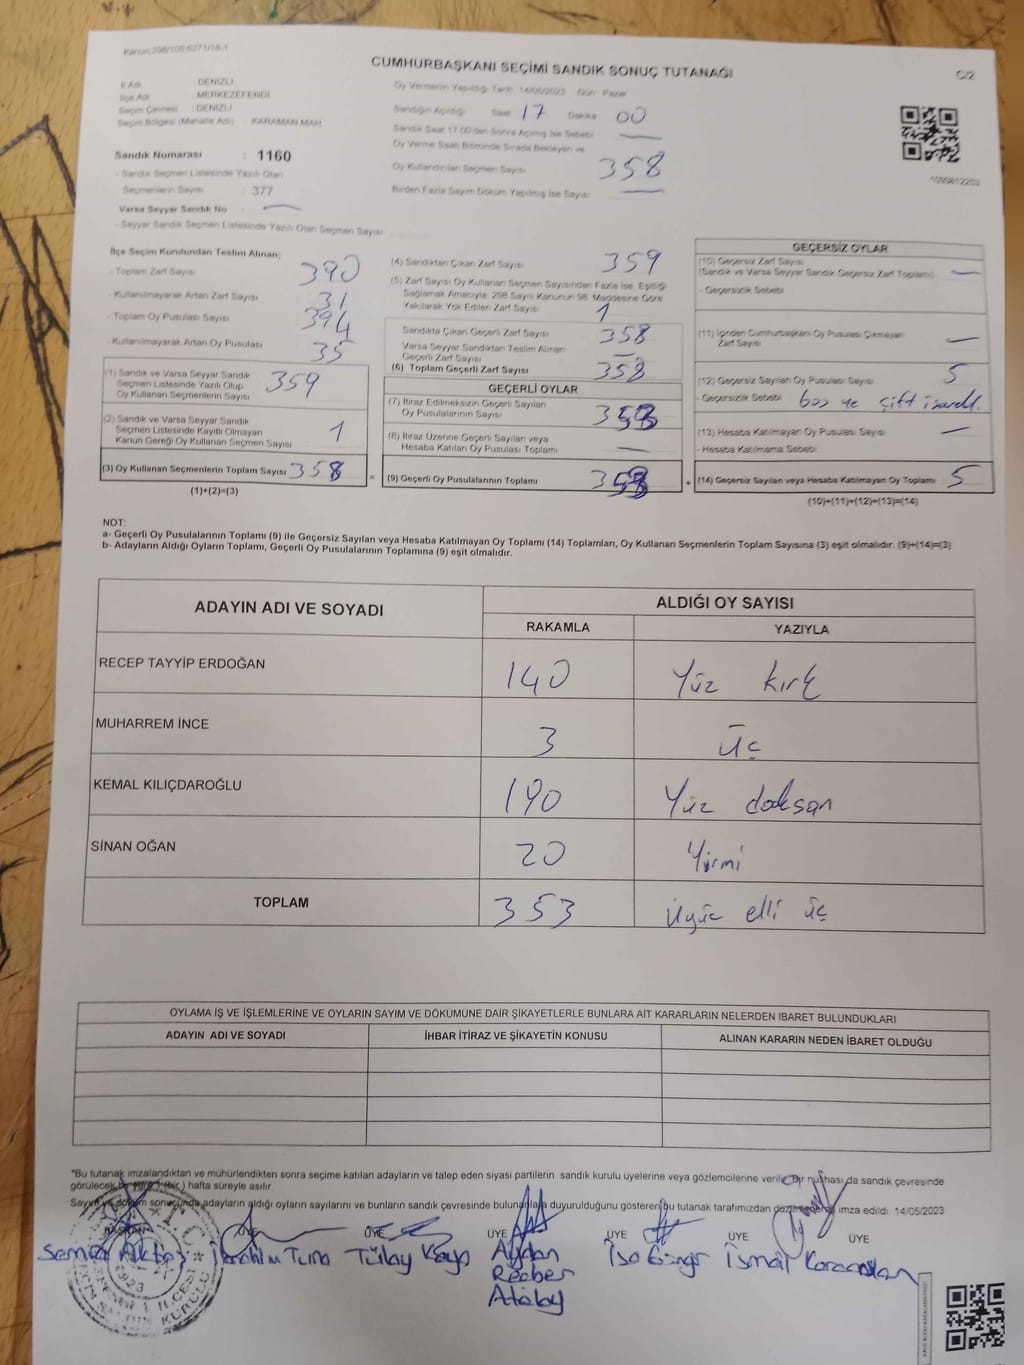 Kanun:298/105-6271/18-1
CUMHURBAŞKANI SEÇİMİ SANDIK SONUÇ TUTANAĞI
C/2
İl Adı : DENİZLİ
İlçe Adı : MERKEZEFENDİ
Seçim Çevresi : DENİZLİ
Seçim Bölgesi (Mahalle Adı) : KARAMAN MAH
Sandık Numarası : 1160
- Sandık Seçmen Listesinde Yazılı Olan
Seçmenlerin Sayısı : 377
Varsa Seyyar Sandık No : —
- Seyyar Sandık Seçmen Listesinde Yazılı Olan Seçmen Sayısı
Oy Vermenin Yapıldığı Tarih : 14/05/2023 Gün : Pazar
Sandığın Açıldığı Saat 17 Dakika 00
Sandık Saat 17.00'den Sonra Açılmış İse Sebebi —
Oy Verme Saati Bitiminde Sırada Bekleyen ve
Oy Kullandırılan Seçmen Sayısı 358
Birden Fazla Sayım Döküm Yapılmış İse Sayısı —
İlçe Seçim Kurulundan Teslim Alınan;
- Toplam Zarf Sayısı 390
- Kullanılmayarak Artan Zarf Sayısı 31
- Toplam Oy Pusulası Sayısı 394
- Kullanılmayarak Artan Oy Pusulası 35
(1) Sandık ve Varsa Seyyar Sandık
Seçmen Listesinde Yazılı Olup
Oy Kullanan Seçmenlerin Sayısı 359
(2) Sandık ve Varsa Seyyar Sandık
Seçmen Listesinde Kayıtlı Olmayan
Kanun Gereği Oy Kullanan Seçmen Sayısı 1
(3) Oy Kullanan Seçmenlerin Toplam Sayısı 358
(1)+(2)=(3)
(4) Sandıktan Çıkan Zarf Sayısı 359
(5) Zarf Sayısı Oy Kullanan Seçmen Sayısından Fazla İse, Eşitliği
Sağlamak Amacıyla, 298 Sayılı Kanunun 98. Maddesine Göre
Yakılarak Yok Edilen Zarf Sayısı 1
Sandıkta Çıkan Geçerli Zarf Sayısı 358
Varsa Seyyar Sandıktan Teslim Alınan
Geçerli Zarf Sayısı —
(6) Toplam Geçerli Zarf Sayısı 358
GEÇERLİ OYLAR
(7) İtiraz Edilmeksizin Geçerli Sayılan
Oy Pusulalarının Sayısı 353
(8) İtiraz Üzerine Geçerli Sayılan veya
Hesaba Katılan Oy Pusulası Toplamı —
= (9) Geçerli Oy Pusulalarının Toplamı 353
GEÇERSİZ OYLAR
(10) Geçersiz Zarf Sayısı
(Sandık ve Varsa Seyyar Sandık Geçersiz Zarf Toplamı) —
- Geçersizlik Sebebi
(11) İçinden Cumhurbaşkanı Oy Pusulası Çıkmayan
Zarf Sayısı —
(12) Geçersiz Sayılan Oy Pusulası Sayısı 5
- Geçersizlik Sebebi boş ve çift
(13) Hesaba Katılmayan Oy Pusulası Sayısı —
- Hesaba Katılmama Sebebi
+ (14) Geçersiz Sayılan veya Hesaba Katılmayan Oy Toplamı 5
(10)+(11)+(12)+(13)=(14)
NOT:
a- Geçerli Oy Pusulalarının Toplamı (9) ile Geçersiz Sayılan veya Hesaba Katılmayan Oy Toplamı (14) Toplamları, Oy Kullanan Seçmenlerin Toplam Sayısına (3) eşit olmalıdır. (9)+(14)=(3)
b- Adayların Aldığı Oyların Toplamı, Geçerli Oy Pusulalarının Toplamına (9) eşit olmalıdır.
ADAYIN ADI VE SOYADI ALDIĞI OY SAYISI
RAKAMLA YAZIYLA
RECEP TAYYİP ERDOĞAN 140 Yüz kırk
MUHARREM İNCE 3 Üç
KEMAL KILIÇDAROĞLU 190 Yüz doksan
SİNAN OĞAN 20 Yirmi
TOPLAM 353 Üçyüz elli üç
OYLAMA İŞ VE İŞLEMLERİNE VE OYLARIN SAYIM VE DÖKÜMÜNE DAİR ŞİKAYETLERLE BUNLARA AİT KARARLARIN NELERDEN İBARET BULUNDUKLARI
ADAYIN ADI VE SOYADI İHBAR İTİRAZ VE ŞİKAYETİN KONUSU ALINAN KARARIN NEDEN İBARET OLDUĞU
*Bu tutanak imzalandıktan ve mühürlendikten sonra seçime katılan adayların ve talep eden siyasi partilerin sandık kurulu üyelerine veya gözlemcilerine verilir. Bir nüshası da sandık çevresinde
görülecek bir yere (bir) hafta süreyle asılır.
Sayım ve döküm sonucunda adayların aldığı oyların sayılarını ve bunların sandık çevresinde bulunanlara duyurulduğunu gösteren bu tutanak tarafımızdan imza edildi. 14/05/2023
BAŞKAN ÜYE ÜYE ÜYE ÜYE ÜYE ÜYE
İbrahim Tuna Tülay Kaya Aydan İsa Güngr İsmail Karaaslan
Reçber
Atalay